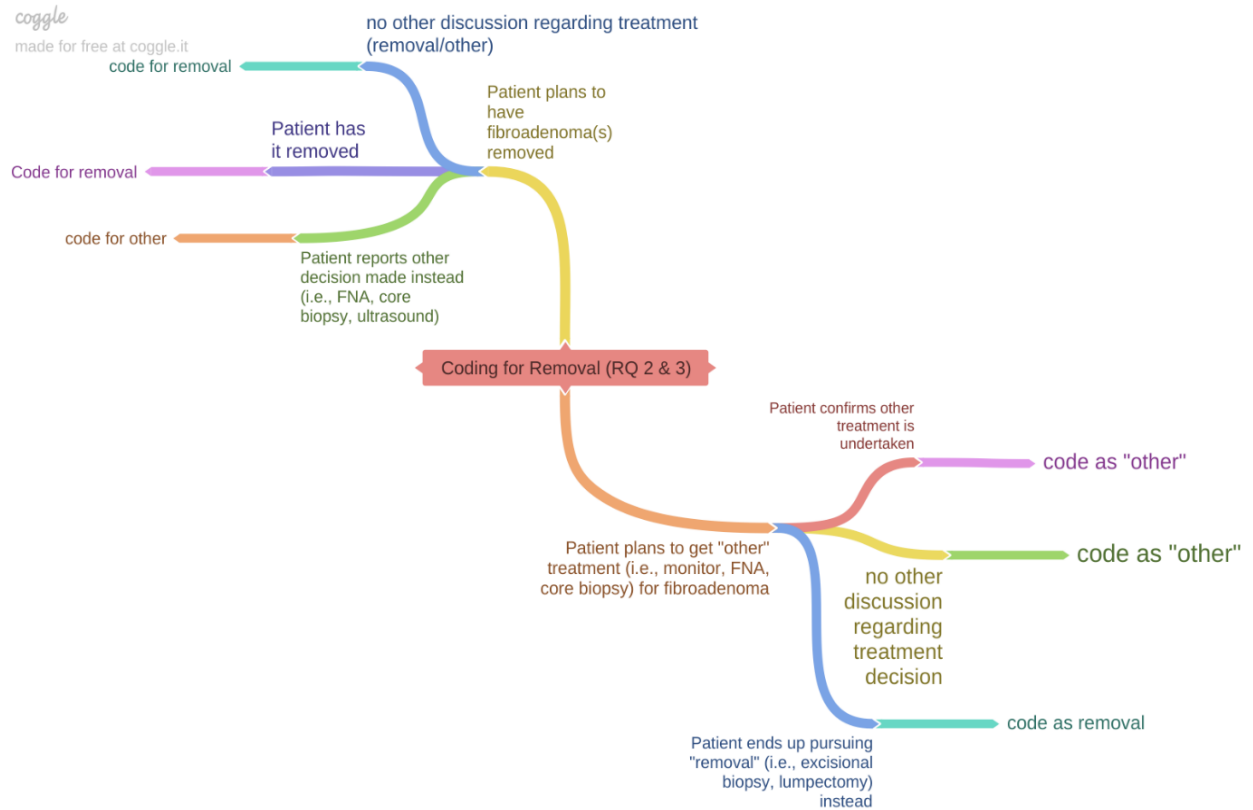 coggle
made for free at coggle.it
no other discussion regarding treatment
(removal/other)
code for removal
Patient plans to
have
fibroadenoma(s)
removed
Patient has
it removed
Code for removal
code for other
Patient reports other
decision made instead
(i.e., FNA, core
biopsy, ultrasound)
Coding for Removal (RQ 2 & 3)
Patient confirms other
treatment is
undertaken
code as "other"
Patient plans to get "other"
treatment (i.e., monitor, FNA,
core biopsy) for fibroadenoma
code as "other"
no other
discussion
regarding
treatment
decision
code as removal
Patient ends up pursuing
"removal" (i.e., excisional
biopsy, lumpectomy)
instead